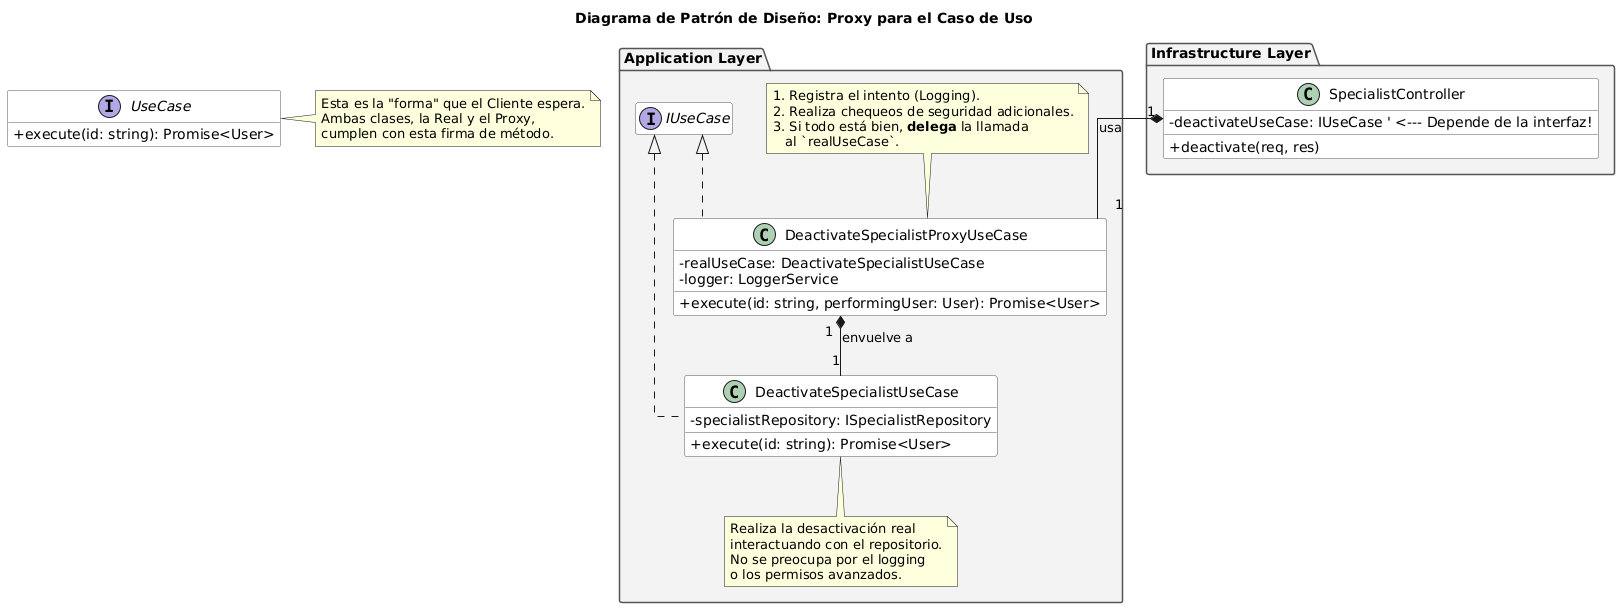 Diagrama de Patrón de Diseño: Proxy para el Caso de Uso
I UseCase
+execute(id: string): Promise<User>
Esta es la "forma" que el Cliente espera.
Ambas clases, la Real y el Proxy,
cumplen con esta firma de método.
Application Layer
I IUseCase
1. Registra el intento (Logging).
2. Realiza chequeos de seguridad adicionales.
3. Si todo está bien, delega la llamada
al `realUseCase`.
C DeactivateSpecialistProxyUseCase
-realUseCase: DeactivateSpecialistUseCase
-logger: LoggerService
+execute(id: string, performingUser: User): Promise<User>
1
envuelve a
1
C DeactivateSpecialistUseCase
-specialistRepository: ISpecialistRepository
+execute(id: string): Promise<User>
Realiza la desactivación real
interactuando con el repositorio.
No se preocupa por el logging
o los permisos avanzados.
Infrastructure Layer
C SpecialistController
-deactivateUseCase: IUseCase ' <--- Depende de la interfaz!
+deactivate(req, res)
1
usa
1